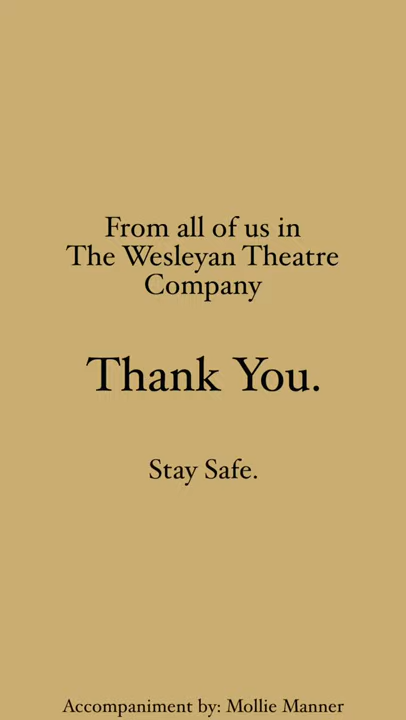 From all of us in
The Wesleyan Theatre
Company
Thank You.
Stay Safe.
Accompaniment by: Mollie Manner